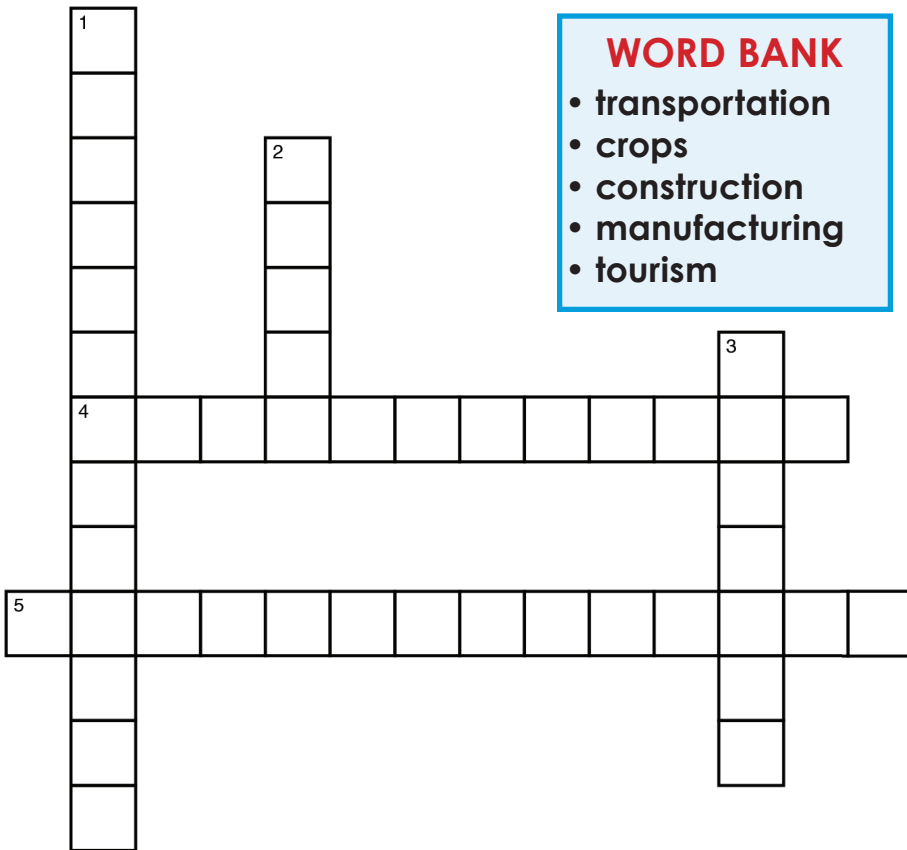 1
WORD BANK
• transportation
• crops
2
• construction
• manufacturing
• tourism
3
4
5